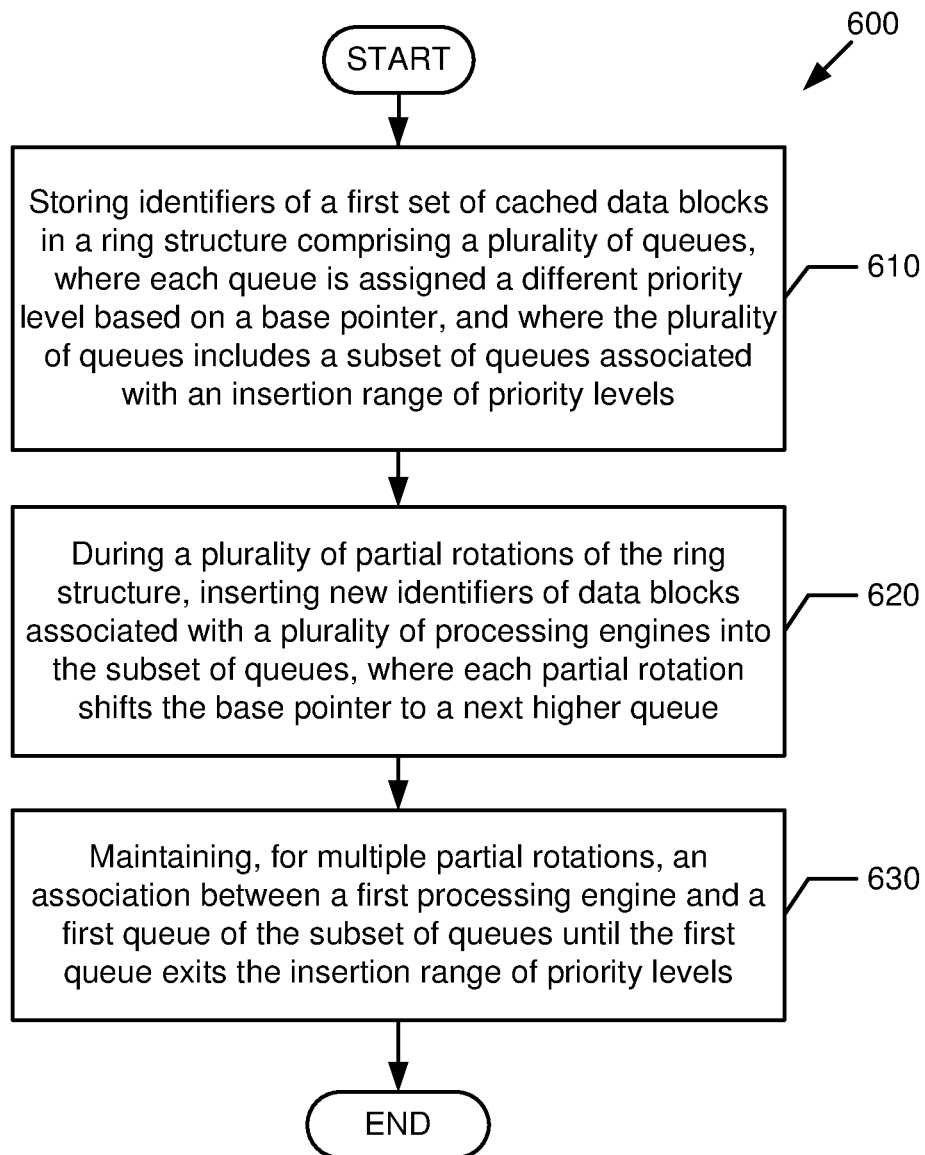 600
START
Storing identifiers of a first set of cached data blocks
in a ring structure comprising a plurality of queues,
where each queue is assigned a different priority
level based on a base pointer, and where the plurality
of queues includes a subset of queues associated
with an insertion range of priority levels
610
During a plurality of partial rotations of the ring
structure, inserting new identifiers of data blocks
associated with a plurality of processing engines into
the subset of queues, where each partial rotation
shifts the base pointer to a next higher queue
620
Maintaining, for multiple partial rotations, an
association between a first processing engine and a
first queue of the subset of queues until the first
queue exits the insertion range of priority levels
630
END